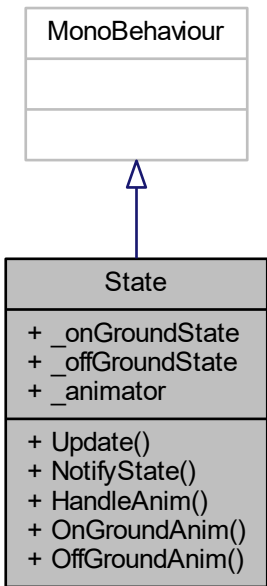 MonoBehaviour
State
+ _onGroundState
+ _offGroundState
+ _animator
+ Update()
+ NotifyState()
+ HandleAnim()
+ OnGroundAnim()
+ OffGroundAnim()